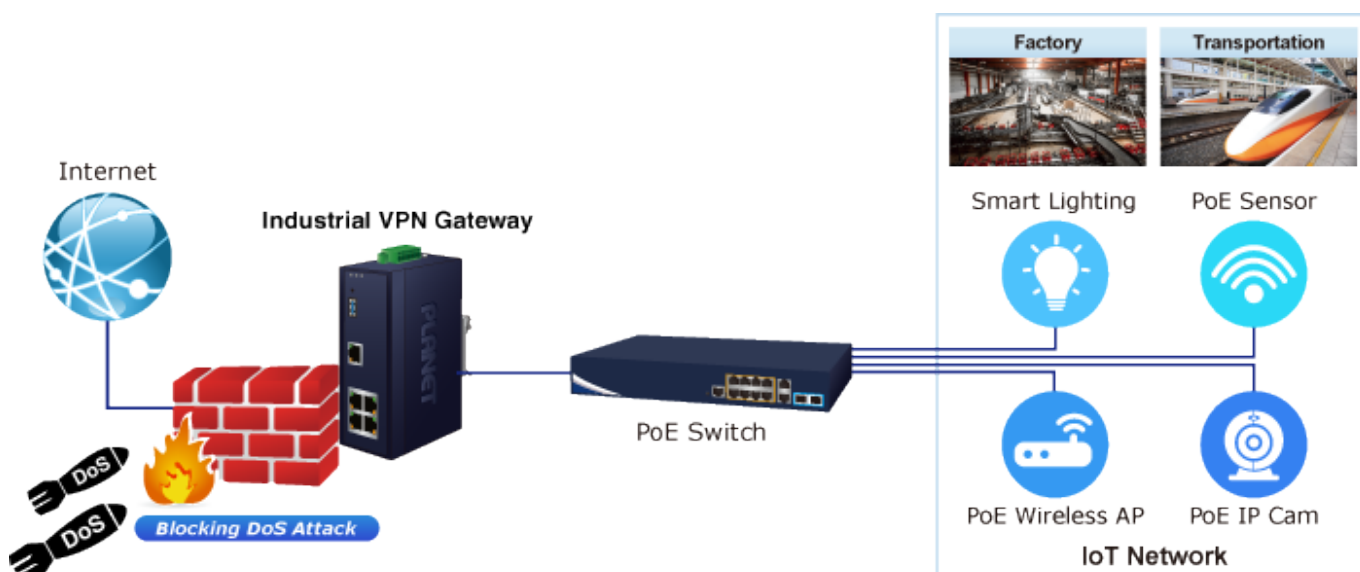 Factory
Transportation
Internet
Industrial VPN Gateway
Smart Lighting
PoE Sensor
PLANET
PoE Switch
DoS
DoS
Blocking DoS Attack
PoE Wireless AP
PoE IP Cam
IoT Network